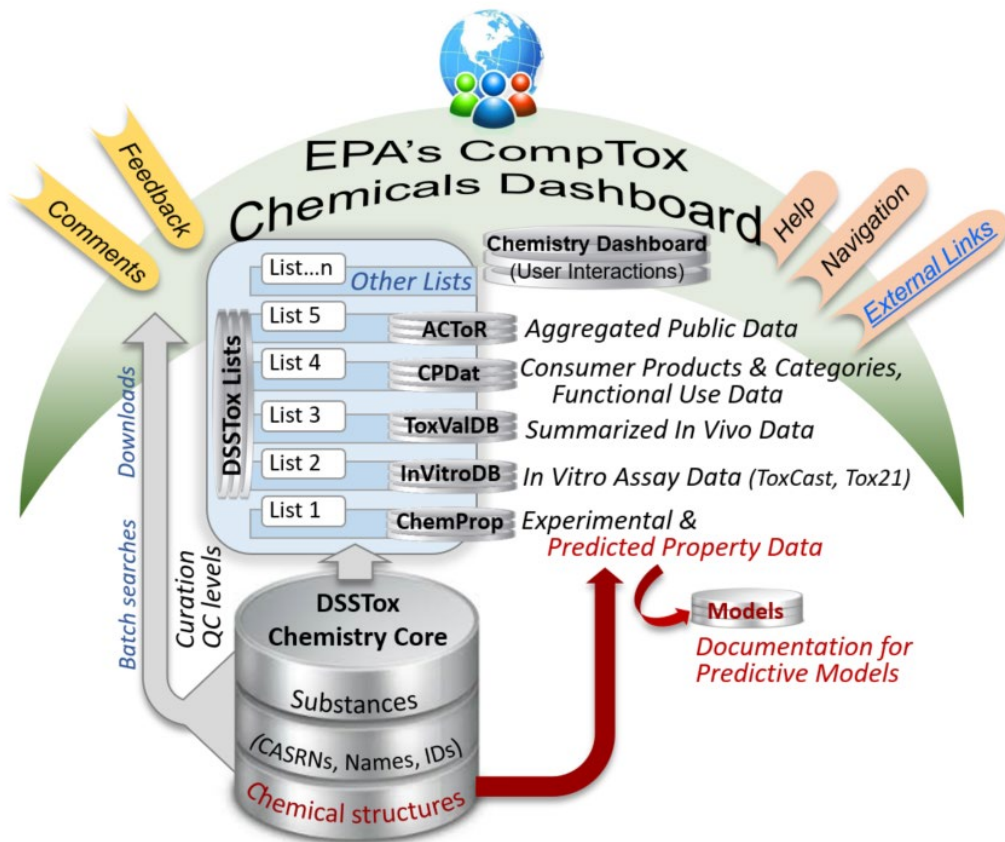 EPA's CompTox
Chemicals Dashboard
Comments
Feedback
Help
Navigation
External Links
Chemistry Dashboard
(User Interactions)
List...n
Other Lists
DSSTox Lists
List 5
ACToR
Aggregated Public Data
List 4
CPDat
Consumer Products & Categories,
Functional Use Data
List 3
ToxValDB
Summarized In Vivo Data
List 2
InVitroDB
In Vitro Assay Data (ToxCast, Tox21)
List 1
ChemProp
Experimental &
Predicted Property Data
Models
Documentation for
Predictive Models
Batch searches
Downloads
Curation
QC levels
DSSTox
Chemistry Core
Substances
(CASRNs, Names, IDs)
Chemical structures